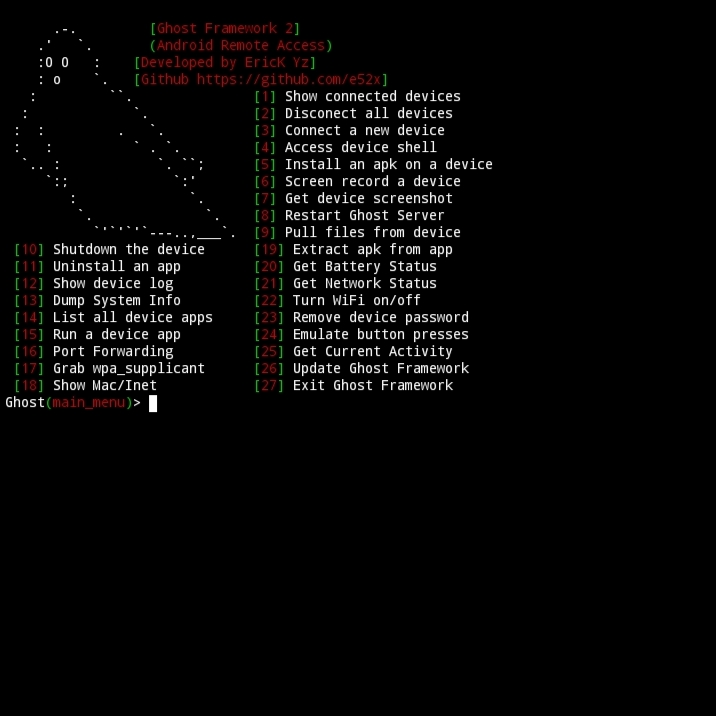 [Ghost Framework 2]
(Android Remote Access)
[Developed by EricK Yz]
[Github https://github.com/e52x]
[1] Show connected devices
[2] Disconect all devices
[3] Connect a new device
[4] Access device shell
[5] Install an apk on a device
[6] Screen record a device
[7] Get device screenshot
[8] Restart Ghost Server
[9] Pull files from device
[10] Shutdown the device [19] Extract apk from app
[11] Uninstall an app [20] Get Battery Status
[12] Show device log [21] Get Network Status
[13] Dump System Info [22] Turn WiFi on/off
[14] List all device apps [23] Remove device password
[15] Run a device app [24] Emulate button presses
[16] Port Forwarding [25] Get Current Activity
[17] Grab wpa_supplicant [26] Update Ghost Framework
[18] Show Mac/Inet [27] Exit Ghost Framework
Ghost(main_menu)>